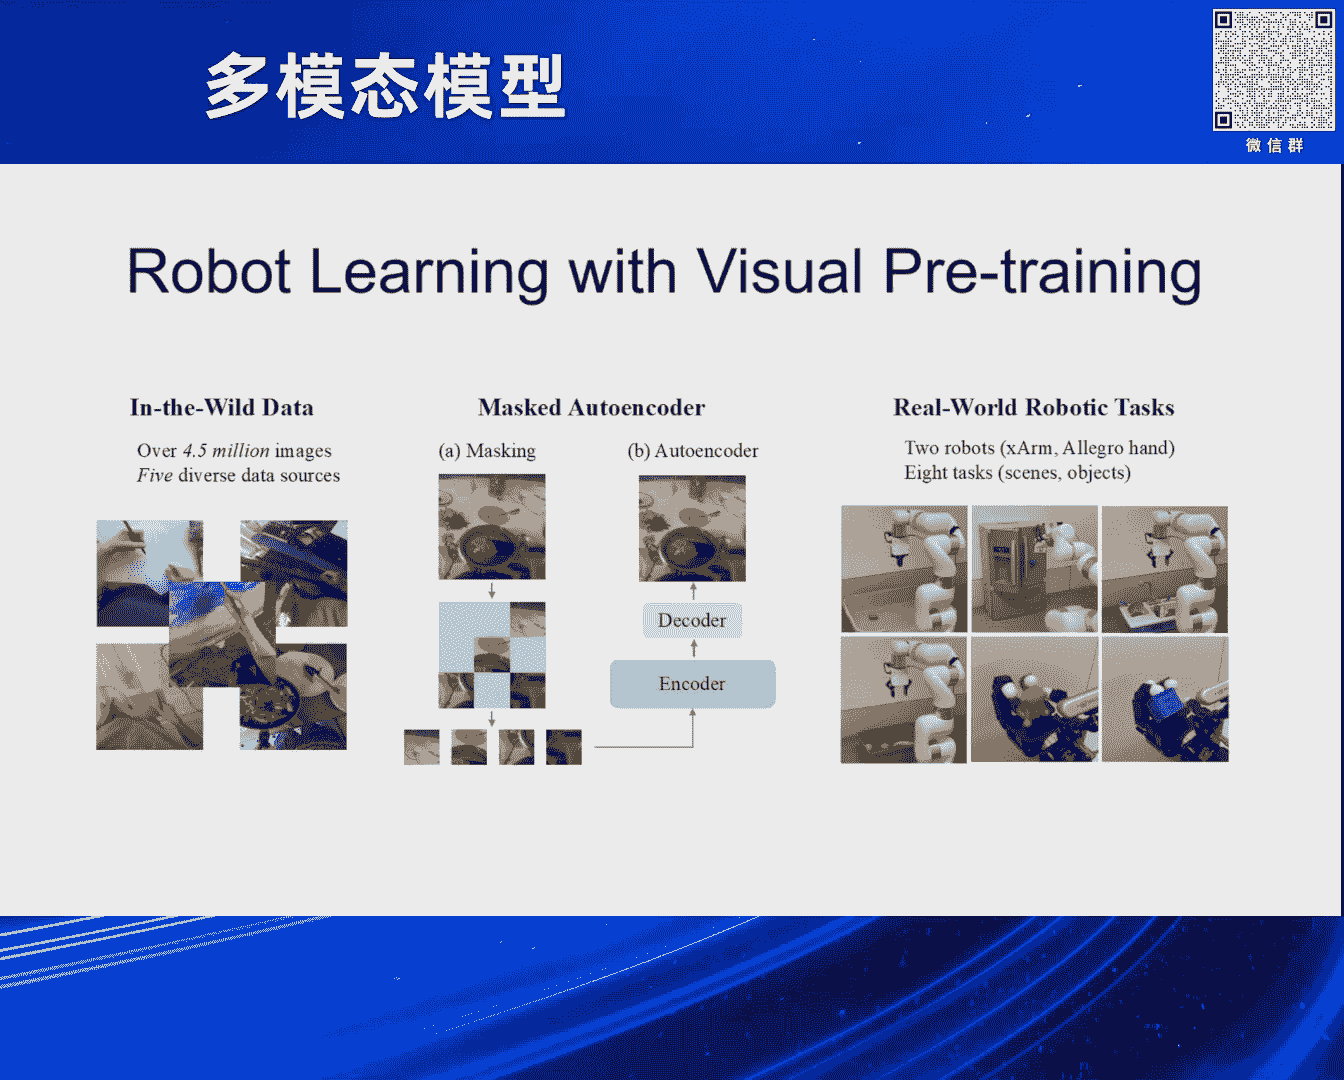 多模态模型
微信群
Robot Learning with Visual Pre-training
In-the-Wild Data
Over 4.5 million images
Five diverse data sources
Masked Autoencoder
(a) Masking
(b) Autoencoder
Decoder
Encoder
Real-World Robotic Tasks
Two robots (xArm, Allegro hand)
Eight tasks (scenes, objects)